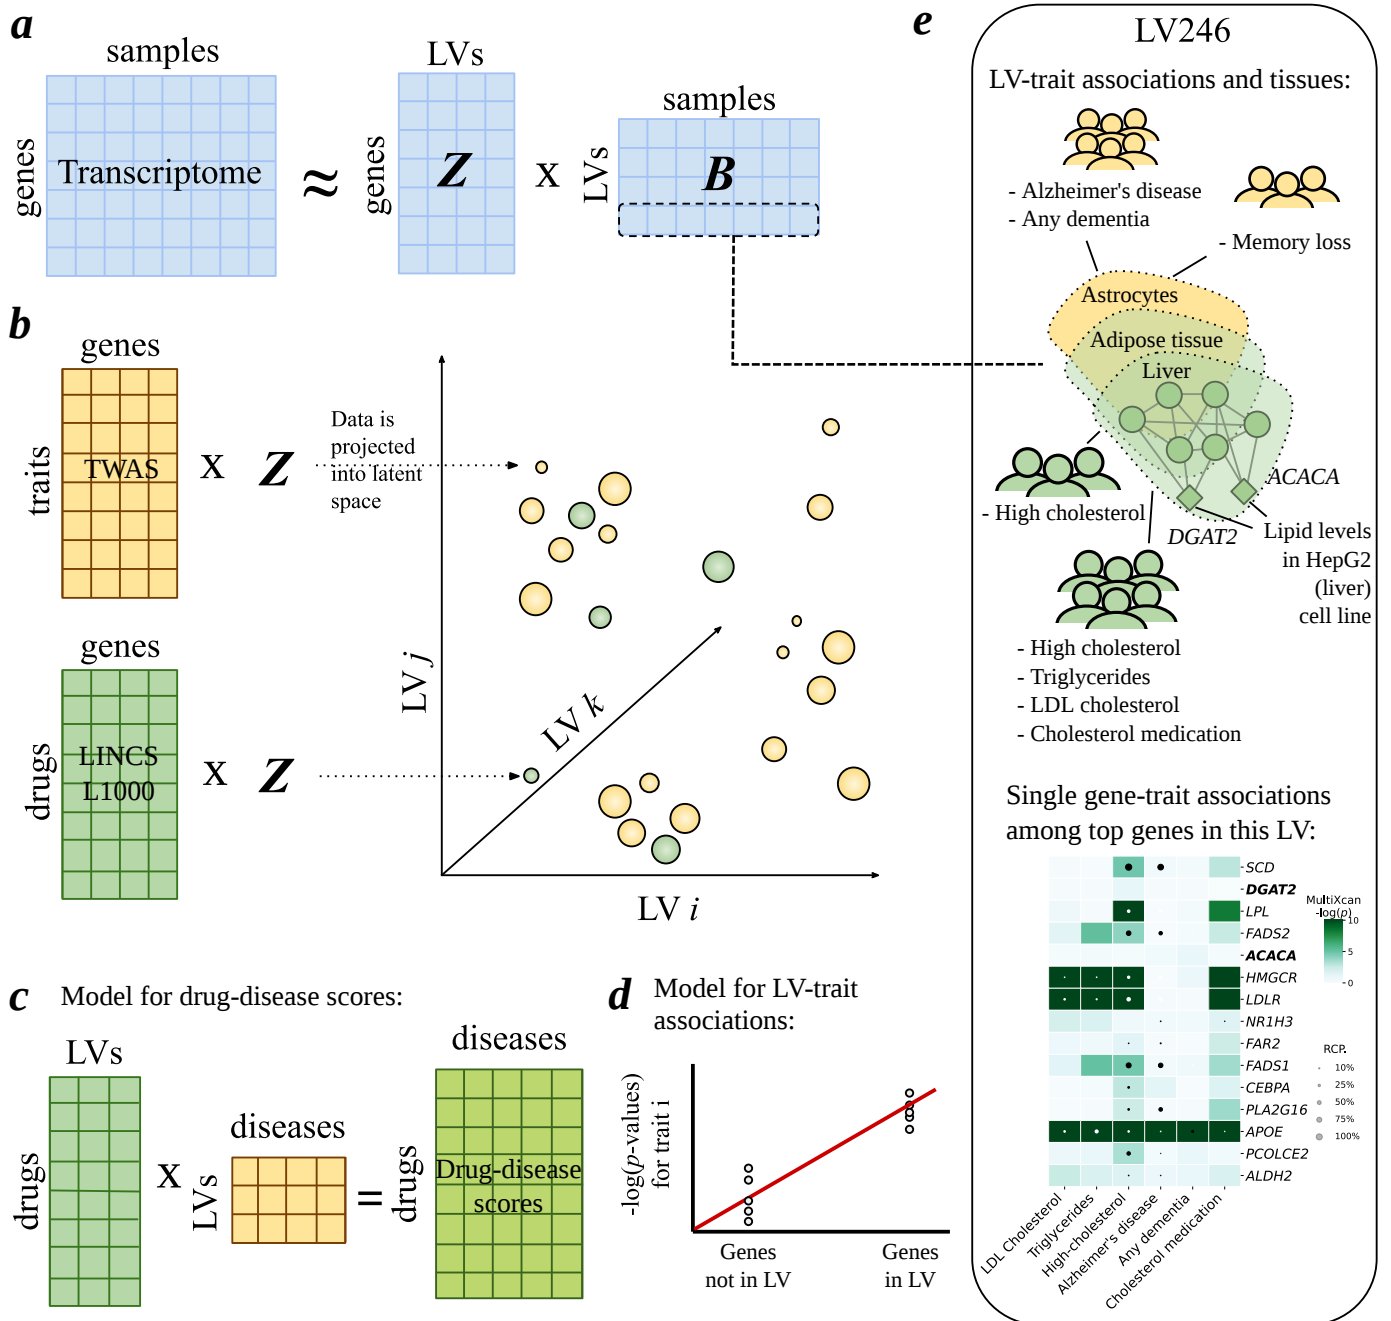 a
samples
genes
Transcriptome
≈
LVs
genes
Z
x
samples
LVs
B
b
genes
traits
TWAS
x
Z
Data is
projected
into latent
space
genes
drugs
LINCS
L1000
x
Z
LV j
LV k
LV i
c
Model for drug-disease scores:
LVs
drugs
x
diseases
LVs
=
diseases
drugs
Drug-disease
scores
d
Model for LV-trait
associations:
-log(p-values)
for trait i
Genes
not in LV
Genes
in LV
e
LV246
LV-trait associations and tissues:
- Alzheimer's disease
- Any dementia
- Memory loss
Astrocytes
Adipose tissue
Liver
- High cholesterol
ACACA
DGAT2
Lipid levels
in HepG2
(liver)
cell line
- High cholesterol
- Triglycerides
- LDL cholesterol
- Cholesterol medication
Single gene-trait associations
among top genes in this LV:
SCD
DGAT2
LPL
FADS2
ACACA
HMGCR
LDLR
NR1H3
FAR2
FADS1
CEBPA
PLA2G16
APOE
PCOLCE2
ALDH2
LDL Cholesterol
Triglycerides
High-cholesterol
Alzheimer's disease
Any dementia
Cholesterol medication
MultiXcan
-log(p)
10
5
0
RCP.
10%
25%
50%
75%
100%